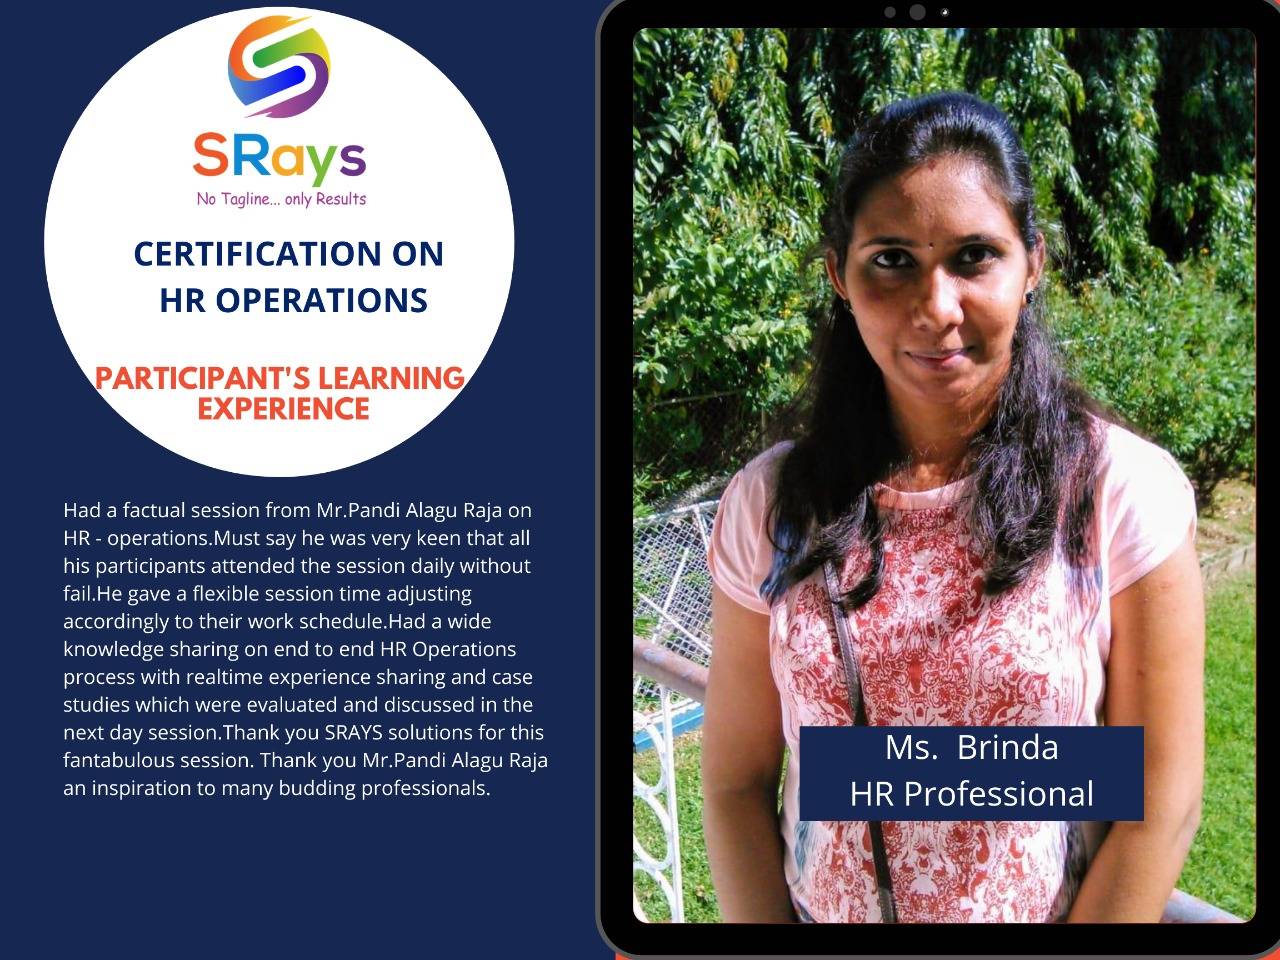 SRays
No Tagline... only Results
CERTIFICATION ON
HR OPERATIONS
PARTICIPANT'S LEARNING
EXPERIENCE
Had a factual session from Mr.Pandi Alagu Raja on
HR - operations.Must say he was very keen that all
his participants attended the session daily without
fail.He gave a flexible session time adjusting
accordingly to their work schedule.Had a wide
knowledge sharing on end to end HR Operations
process with realtime experience sharing and case
studies which were evaluated and discussed in the
next day session.Thank you SRAYS solutions for this
fantabulous session. Thank you Mr.Pandi Alagu Raja
an inspiration to many budding professionals.
Ms. Brinda
HR Professional